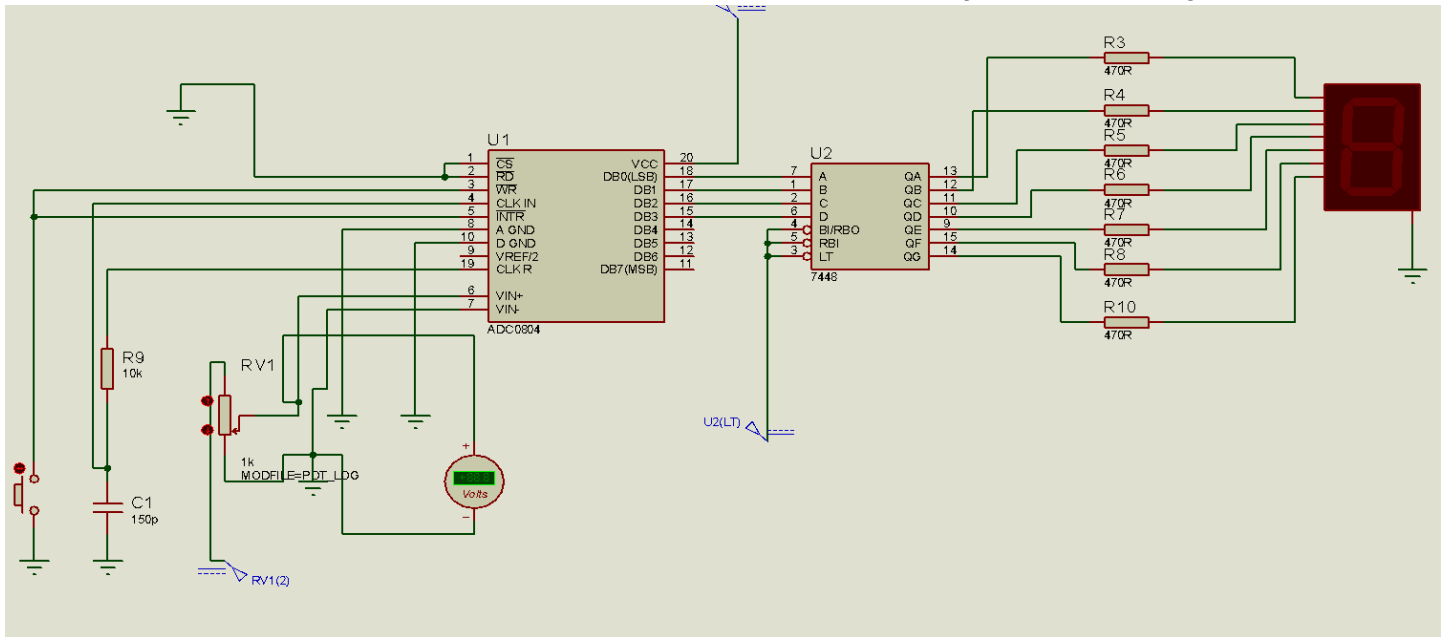 R3
470R
R4
470R
R5
470R
R6
470R
R7
470R
R8
470R
R10
470R
U1
1 CS VCC 20
2 RD DB0(LSB) 18
3 WR DB1 17
4 CLK IN DB2 16
5 INTR DB3 15
8 A GND DB4 14
10 D GND DB5 13
9 VREF/2 DB6 12
19 CLK R DB7(MSB) 11
6 VIN+
7 VIN-
ADC0804
U2
7 A QA 13
1 B QB 12
2 C QC 11
6 D QD 10
4 BI/RBO QE 9
5 RBI QF 15
3 LT QG 14
7448
R9
10k
RV1
1k
MODFILE=POT_LOG
U2(LT)
+
Volts
-
C1
150p
RV1(2)